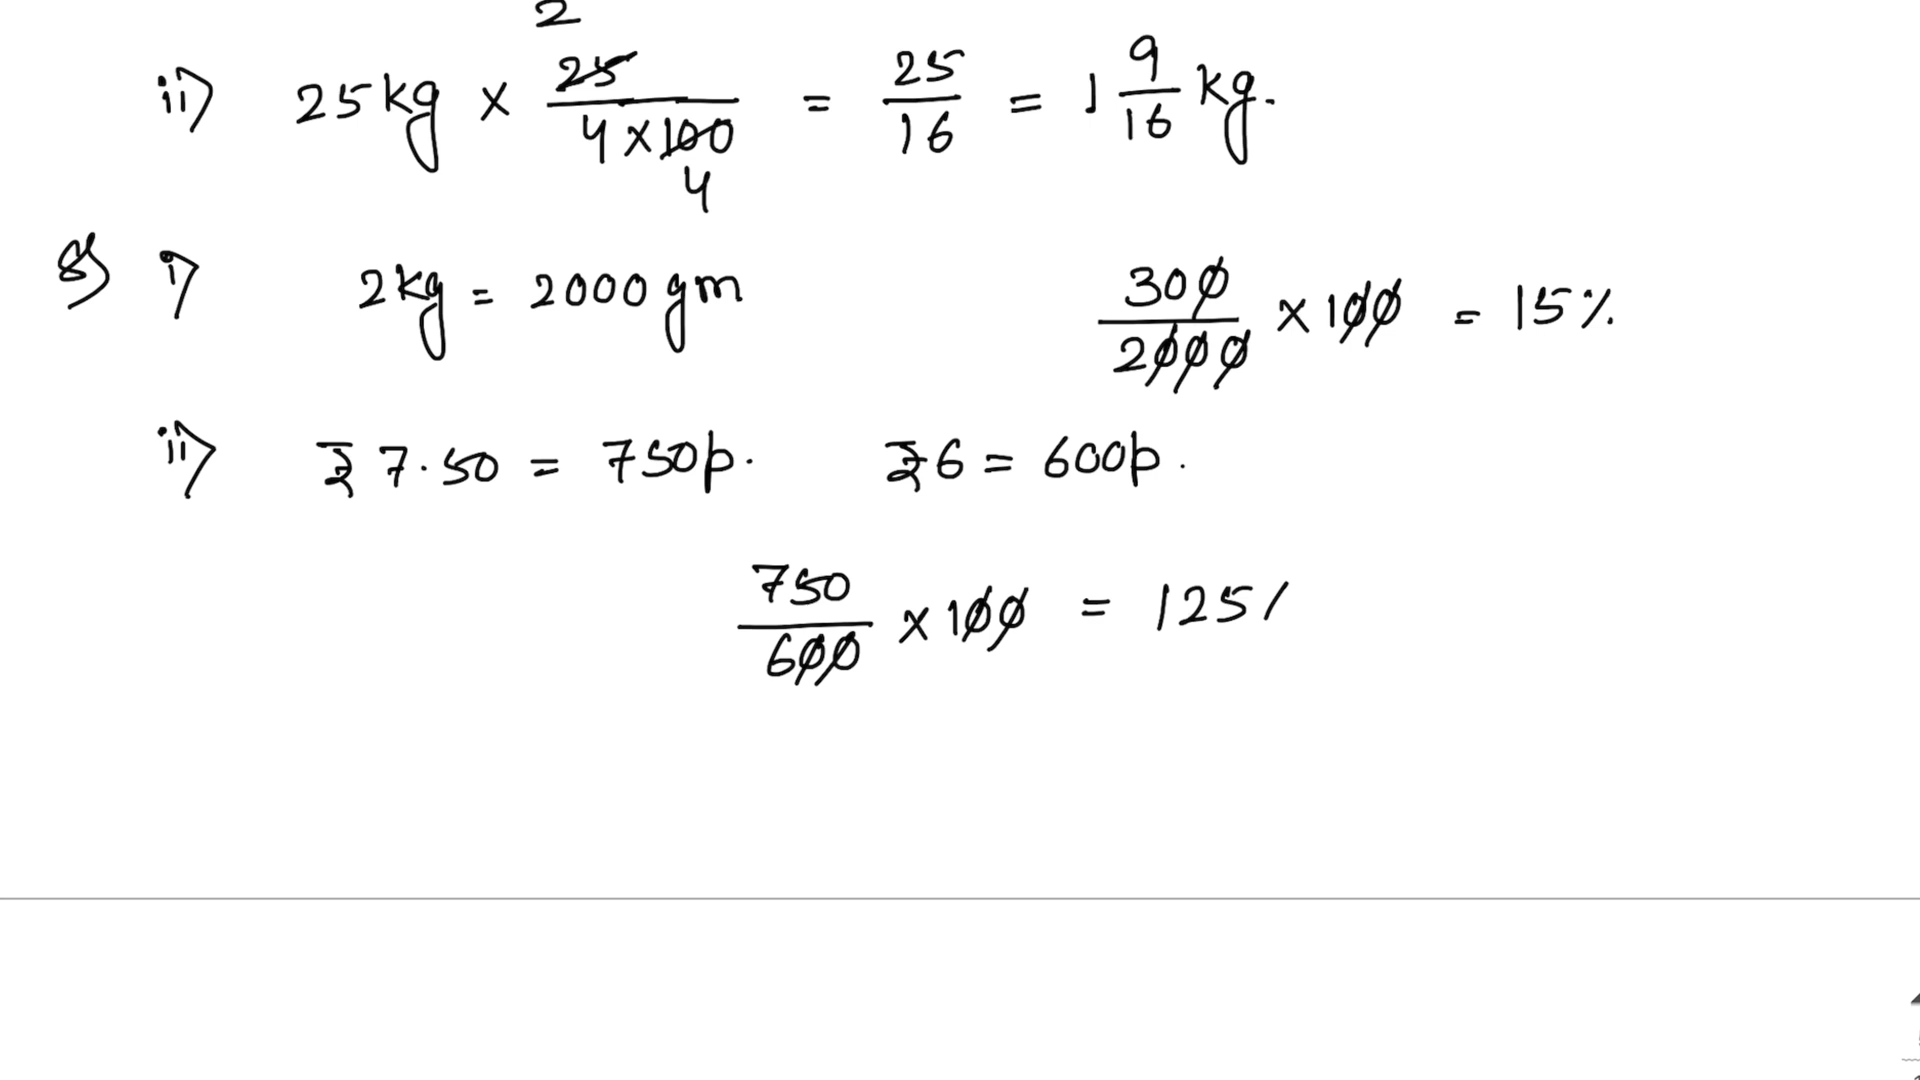 2
ii) 25kg × 25/(4×100) = 25/16 = 1 9/16 kg.
4
8) i) 2kg = 2000 gm 300/2000 × 100 = 15%
ii) ₹ 7.50 = 750p. ₹6 = 600p.
750/600 × 100 = 125/